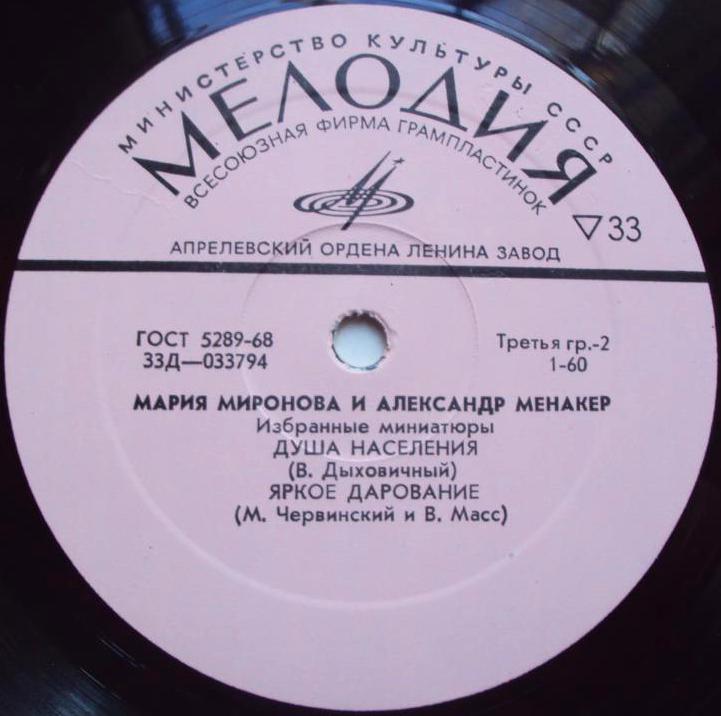 МИНИСТЕРСТВО КУЛЬТУРЫ СССР
МЕЛОДИЯ
ВСЕСОЮЗНАЯ ФИРМА ГРАМПЛАСТИНОК
▽33
АПРЕЛЕВСКИЙ ОРДЕНА ЛЕНИНА ЗАВОД
ГОСТ 5289-68
33Д—033794
Третья гр.-2
1-60
МАРИЯ МИРОНОВА И АЛЕКСАНДР МЕНАКЕР
Избранные миниатюры
ДУША НАСЕЛЕНИЯ
(В. Дыховичный)
ЯРКОЕ ДАРОВАНИЕ
(М. Червинский и В. Масс)